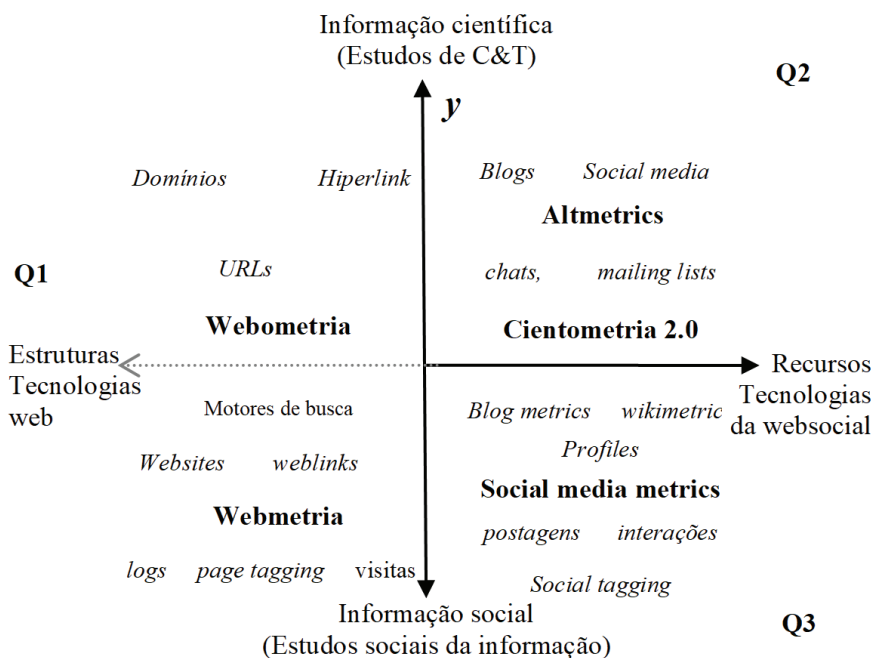 Informação científica
(Estudos de C&T)
Q2
y
Domínios Hiperlink
Blogs Social media
Altmetrics
Q1
URLs
chats, mailing lists
Webometria
Cientometria 2.0
Estruturas
Tecnologias
web
Recursos
Tecnologias
da websocial
Motores de busca
Websites weblinks
Webmetria
logs page tagging visitas
Blog metrics wikimetric
Profiles
Social media metrics
postagens interações
Social tagging
Informação social
(Estudos sociais da informação)
Q3